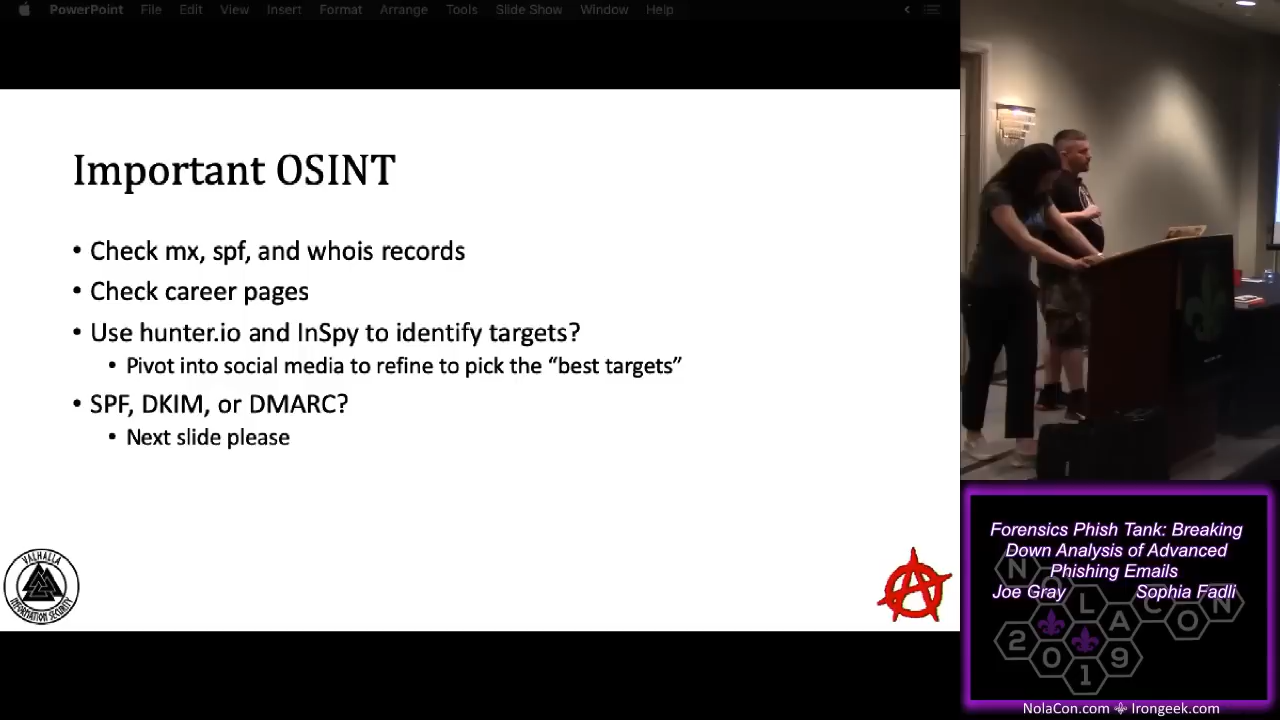 PowerPoint File Edit View Insert Format Arrange Tools Slide Show Window Help
Important OSINT
• Check mx, spf, and whois records
• Check career pages
• Use hunter.io and InSpy to identify targets?
• Pivot into social media to refine to pick the “best targets”
• SPF, DKIM, or DMARC?
• Next slide please
VALHALLA
INFORMATION SECURITY
Forensics Phish Tank: Breaking
Down Analysis of Advanced
Phishing Emails
Joe Gray Sophia Fadli
NOLACON
2019
NolaCon.com Irongeek.com